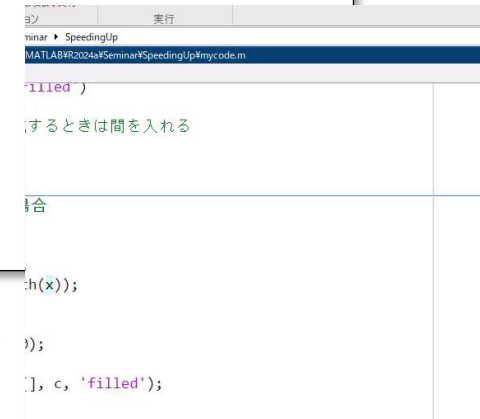 ョン 実行
minar ▸ SpeedingUp
MATLAB¥R2024a¥Seminar¥SpeedingUp¥mycode.m
'filled')
するときは間を入れる
場合
th(x));
);
[], c, 'filled');